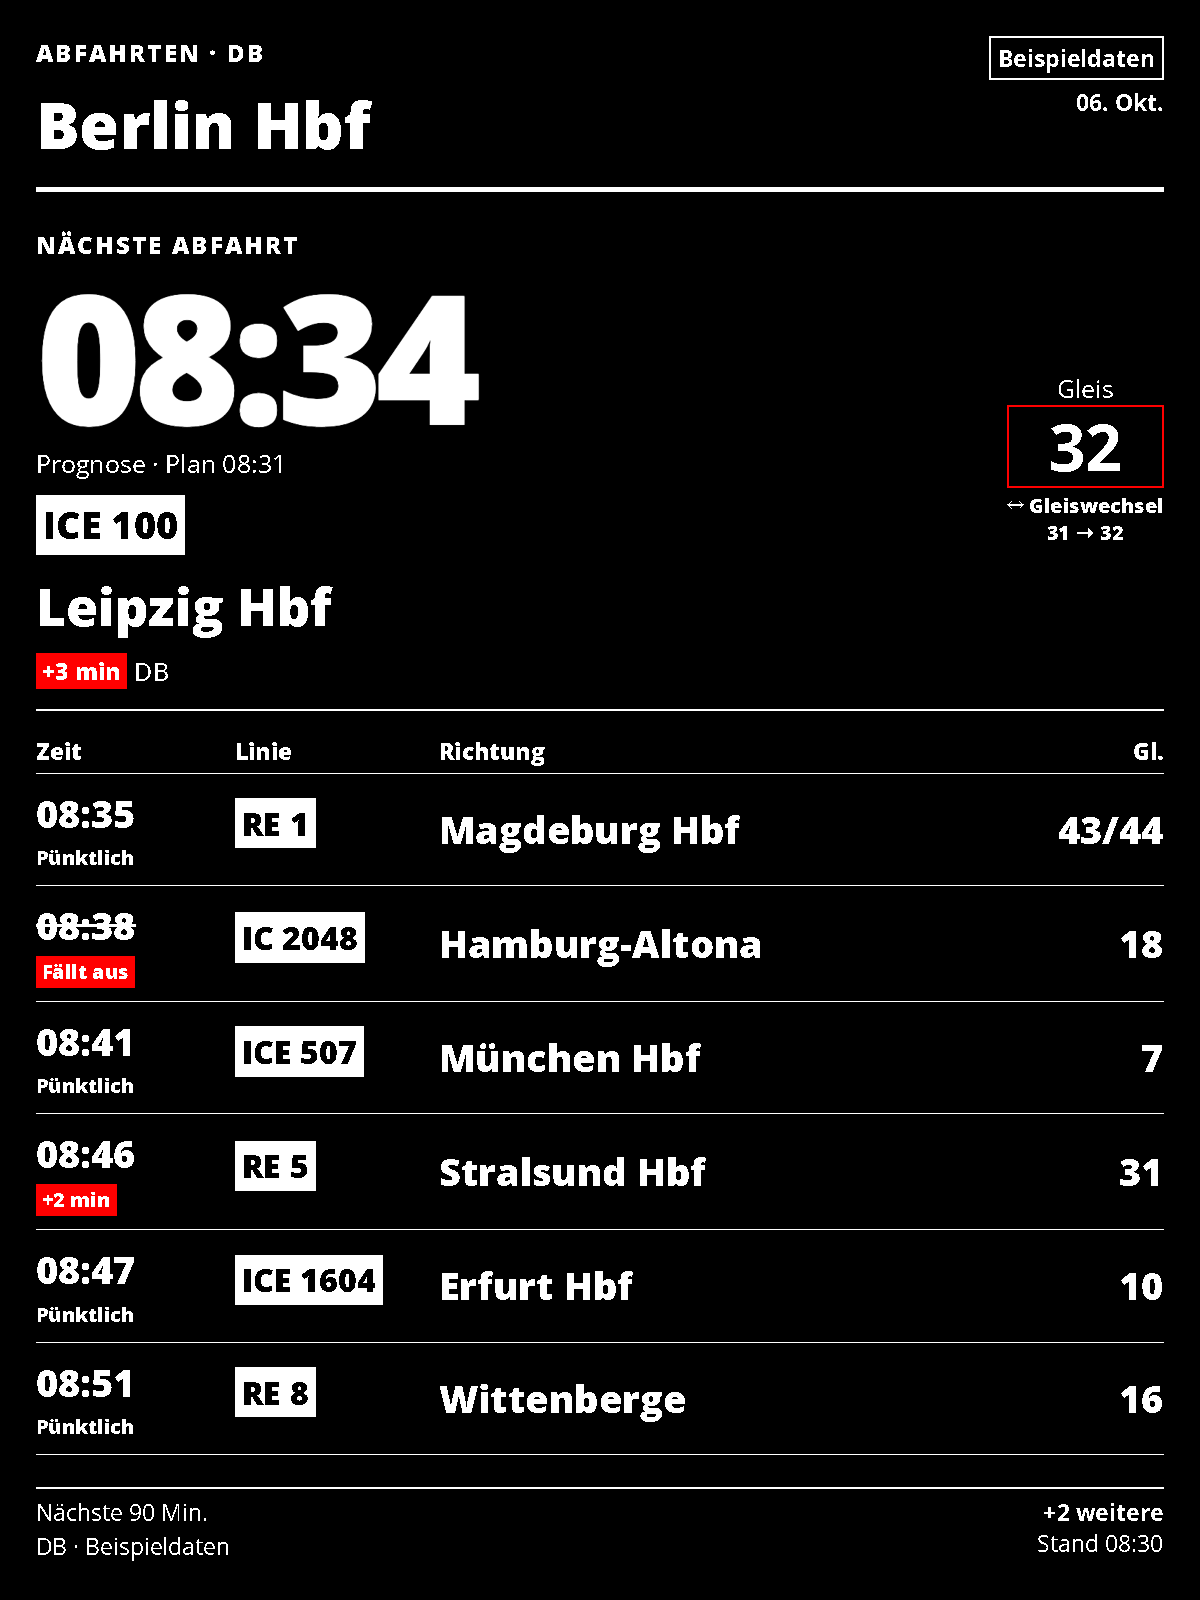 ABFAHRTEN · DB
Beispieldaten
Berlin Hbf
06. Okt.
NÄCHSTE ABFAHRT
08:34
Prognose · Plan 08:31
Gleis
32
↔ Gleiswechsel
31 → 32
ICE 100
Leipzig Hbf
+3 min DB
Zeit Linie Richtung Gl.
08:35 RE 1 Magdeburg Hbf 43/44
Pünktlich
08:38 IC 2048 Hamburg-Altona 18
Fällt aus
08:41 ICE 507 München Hbf 7
Pünktlich
08:46 RE 5 Stralsund Hbf 31
+2 min
08:47 ICE 1604 Erfurt Hbf 10
Pünktlich
08:51 RE 8 Wittenberge 16
Pünktlich
Nächste 90 Min. +2 weitere
DB · Beispieldaten Stand 08:30